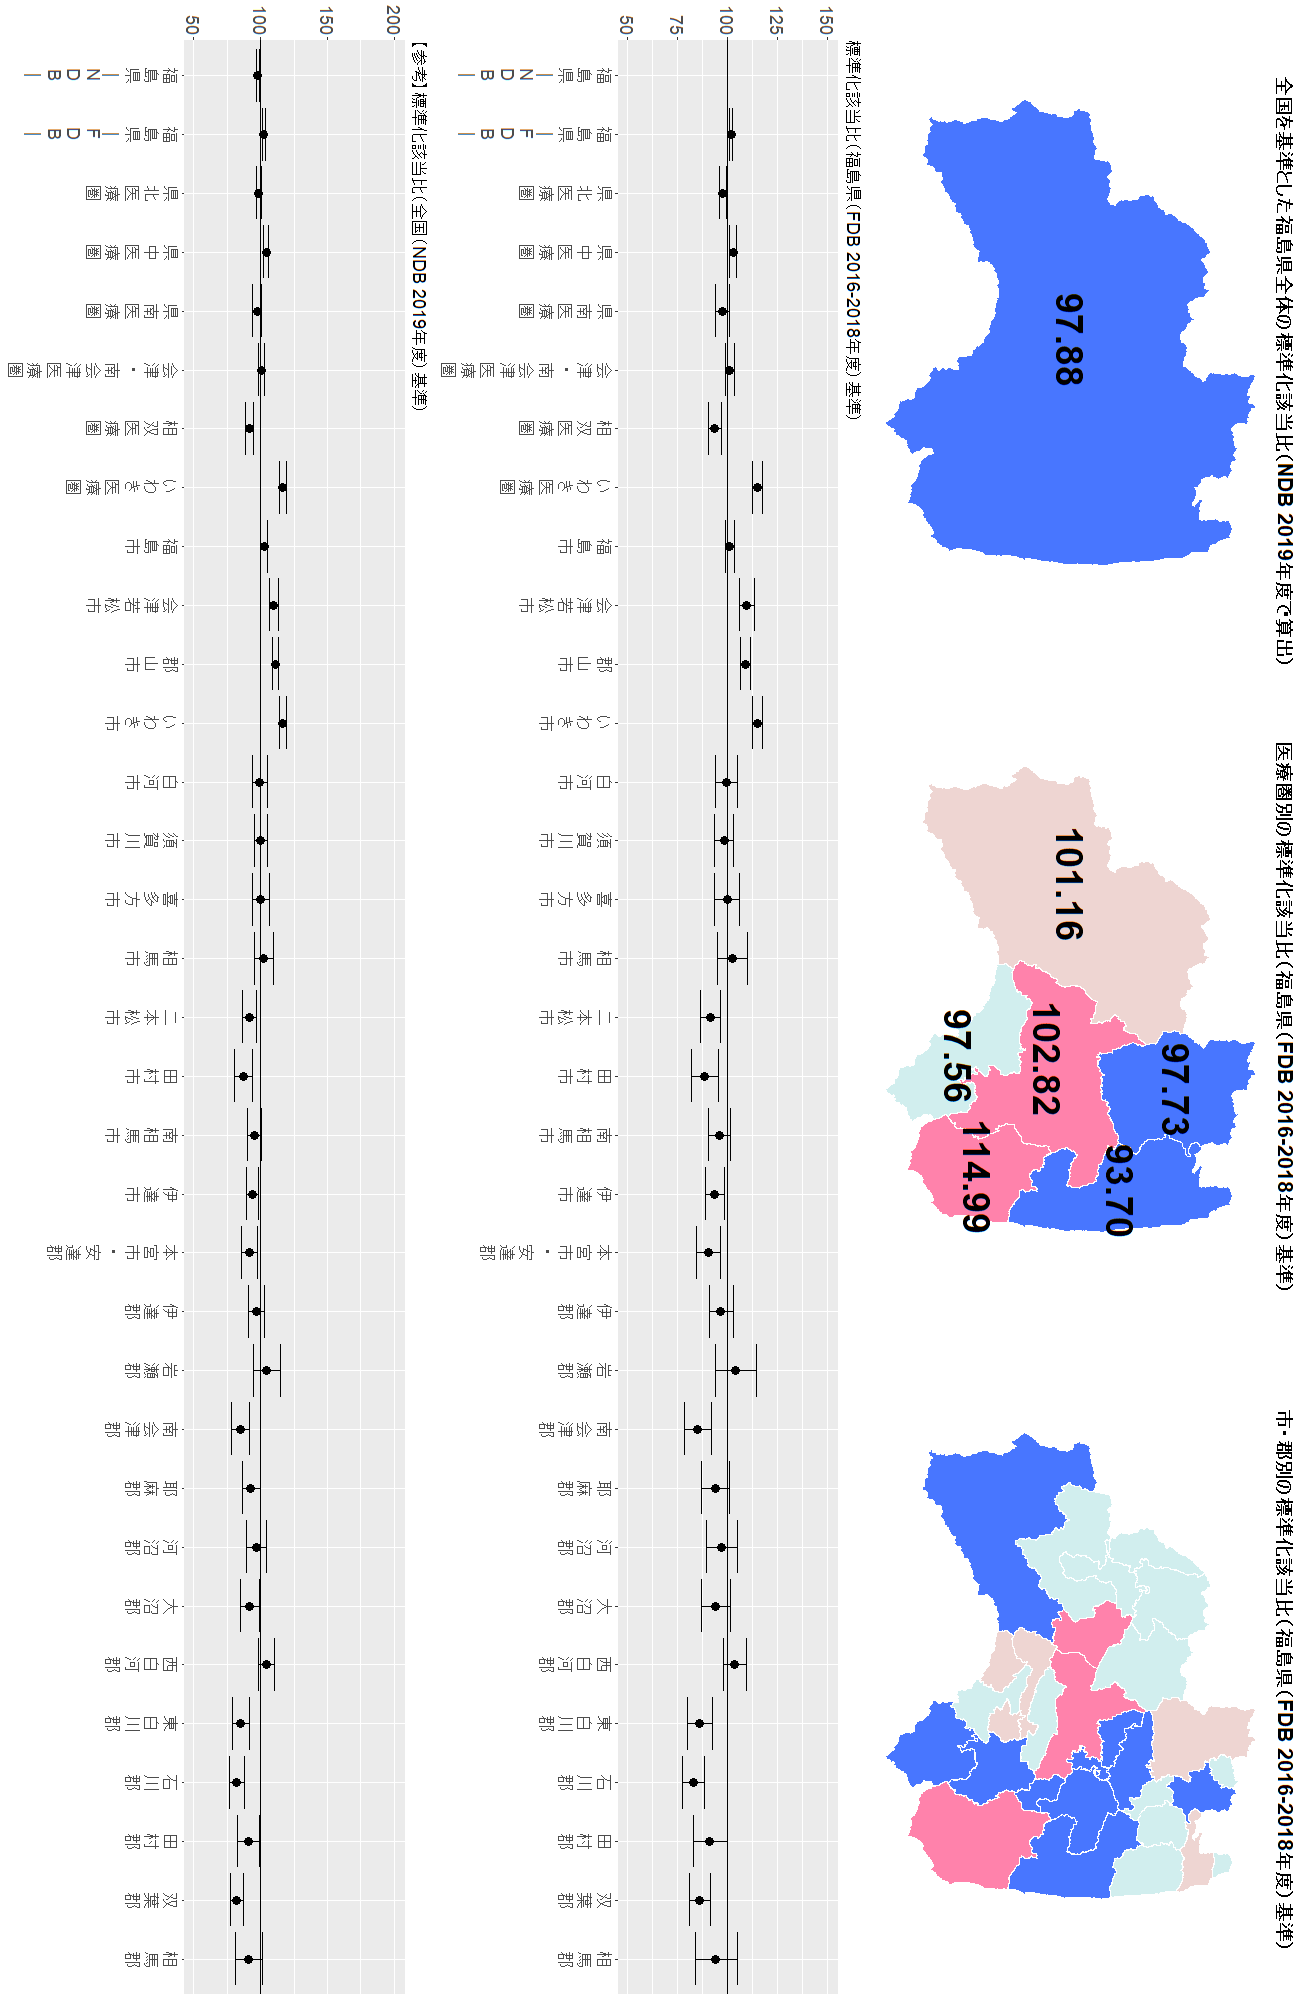 全国を基準とした福島県全体の標準化該当比(NDB 2019年度で算出)
97.88
医療圏別の標準化該当比(福島県(FDB 2016-2018年度)基準)
101.16
97.73
102.82
93.70
97.56
114.99
市・郡別の標準化該当比(福島県(FDB 2016-2018年度)基準)
標準化該当比(福島県(FDB 2016-2018年度)基準)
150
125
100
75
50
福島県|NDB|
福島県|FDB|
県北医療圏
県中医療圏
県南医療圏
会津・南会津医療圏
相双医療圏
いわき医療圏
福島市
会津若松市
郡山市
いわき市
白河市
須賀川市
喜多方市
相馬市
二本松市
田村市
南相馬市
伊達市
本宮市・安達郡
伊達郡
岩瀬郡
南会津郡
耶麻郡
河沼郡
大沼郡
西白河郡
東白川郡
石川郡
田村郡
双葉郡
相馬郡
【参考】標準化該当比(全国(NDB 2019年度)基準)
200
150
100
50
福島県|NDB|
福島県|FDB|
県北医療圏
県中医療圏
県南医療圏
会津・南会津医療圏
相双医療圏
いわき医療圏
福島市
会津若松市
郡山市
いわき市
白河市
須賀川市
喜多方市
相馬市
二本松市
田村市
南相馬市
伊達市
本宮市・安達郡
伊達郡
岩瀬郡
南会津郡
耶麻郡
河沼郡
大沼郡
西白河郡
東白川郡
石川郡
田村郡
双葉郡
相馬郡